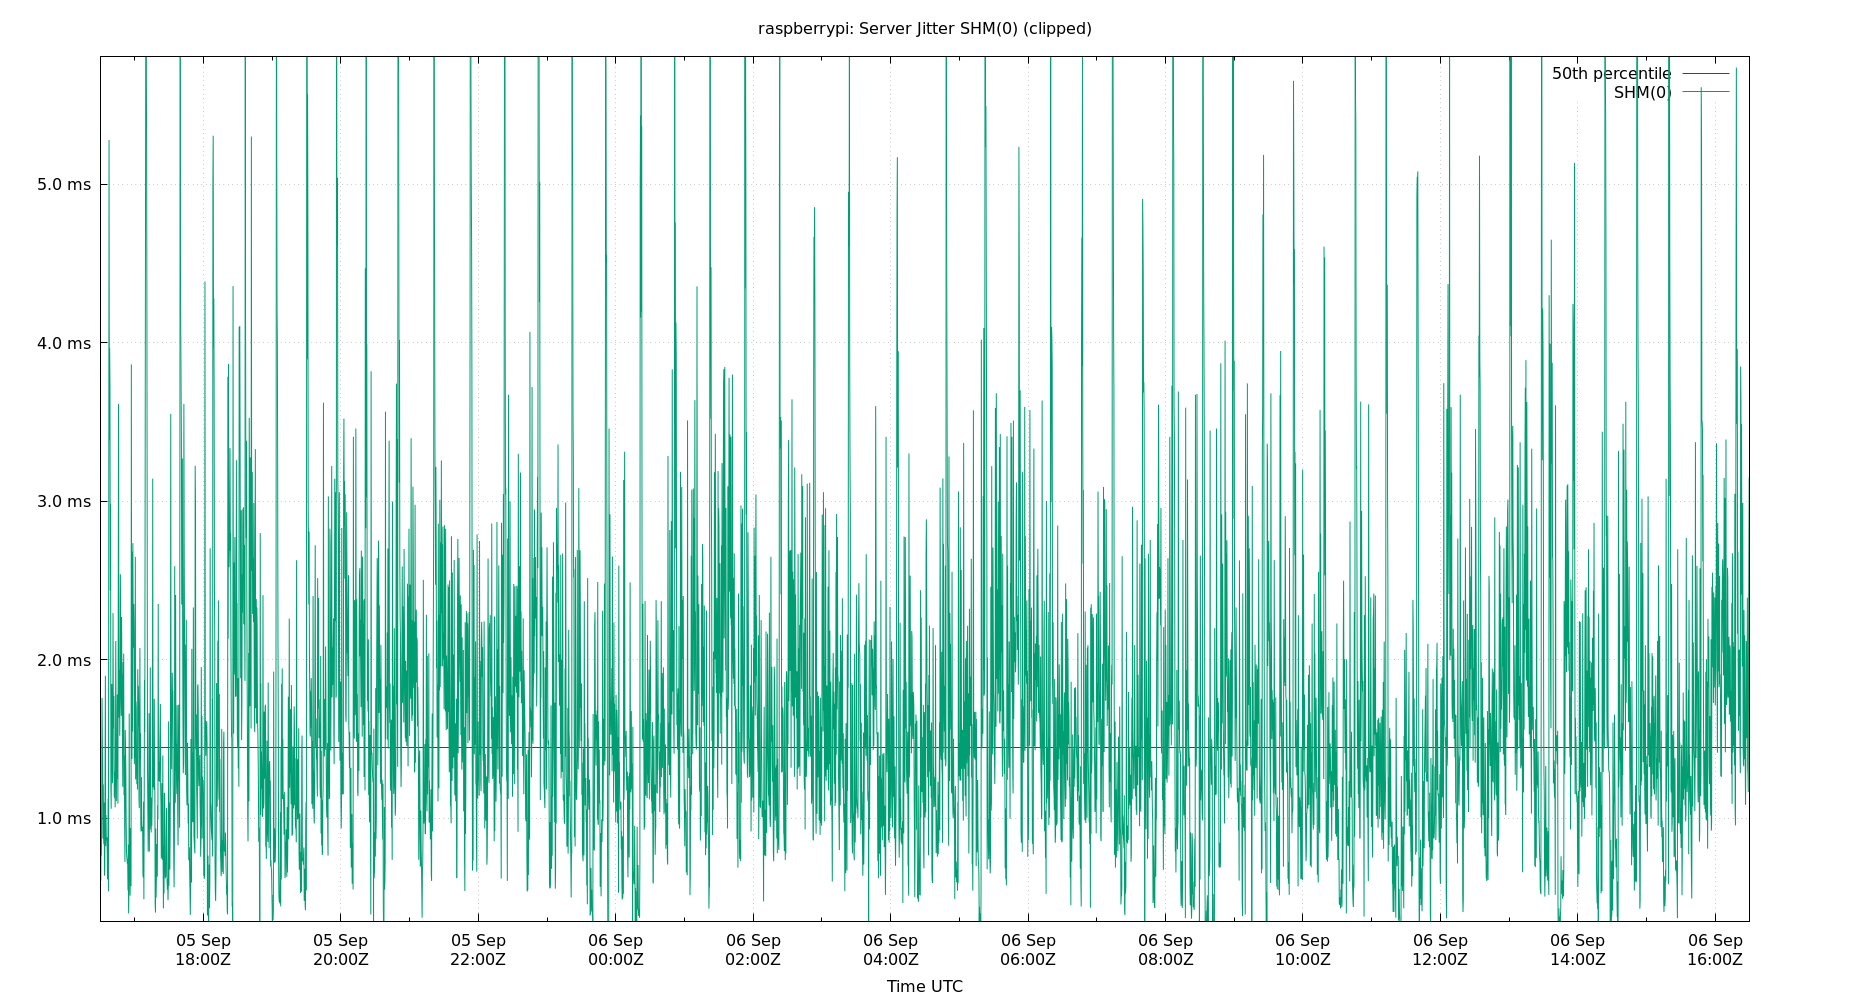 raspberrypi: Server Jitter SHM(0) (clipped)
50th percentile
SHM(0)
5.0 ms
4.0 ms
3.0 ms
2.0 ms
1.0 ms
05 Sep 05 Sep 05 Sep 06 Sep 06 Sep 06 Sep 06 Sep 06 Sep 06 Sep 06 Sep 06 Sep 06 Sep
18:00Z 20:00Z 22:00Z 00:00Z 02:00Z 04:00Z 06:00Z 08:00Z 10:00Z 12:00Z 14:00Z 16:00Z
Time UTC